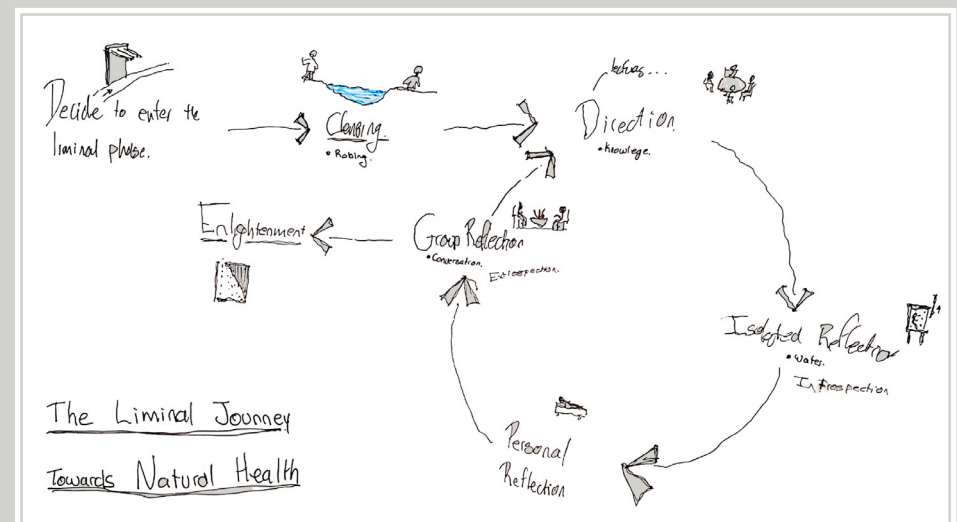 Decide to enter the
liminal phase.
Cleansing.
• Robing.
lectures...
Direction.
• Knowlege.
Isolated Reflection
• Water.
Introspection
Personal
Reflection
Group Reflection
• Conversation.
Extrospection.
Enlightenment
The Liminal Journey
Towards Natural Health